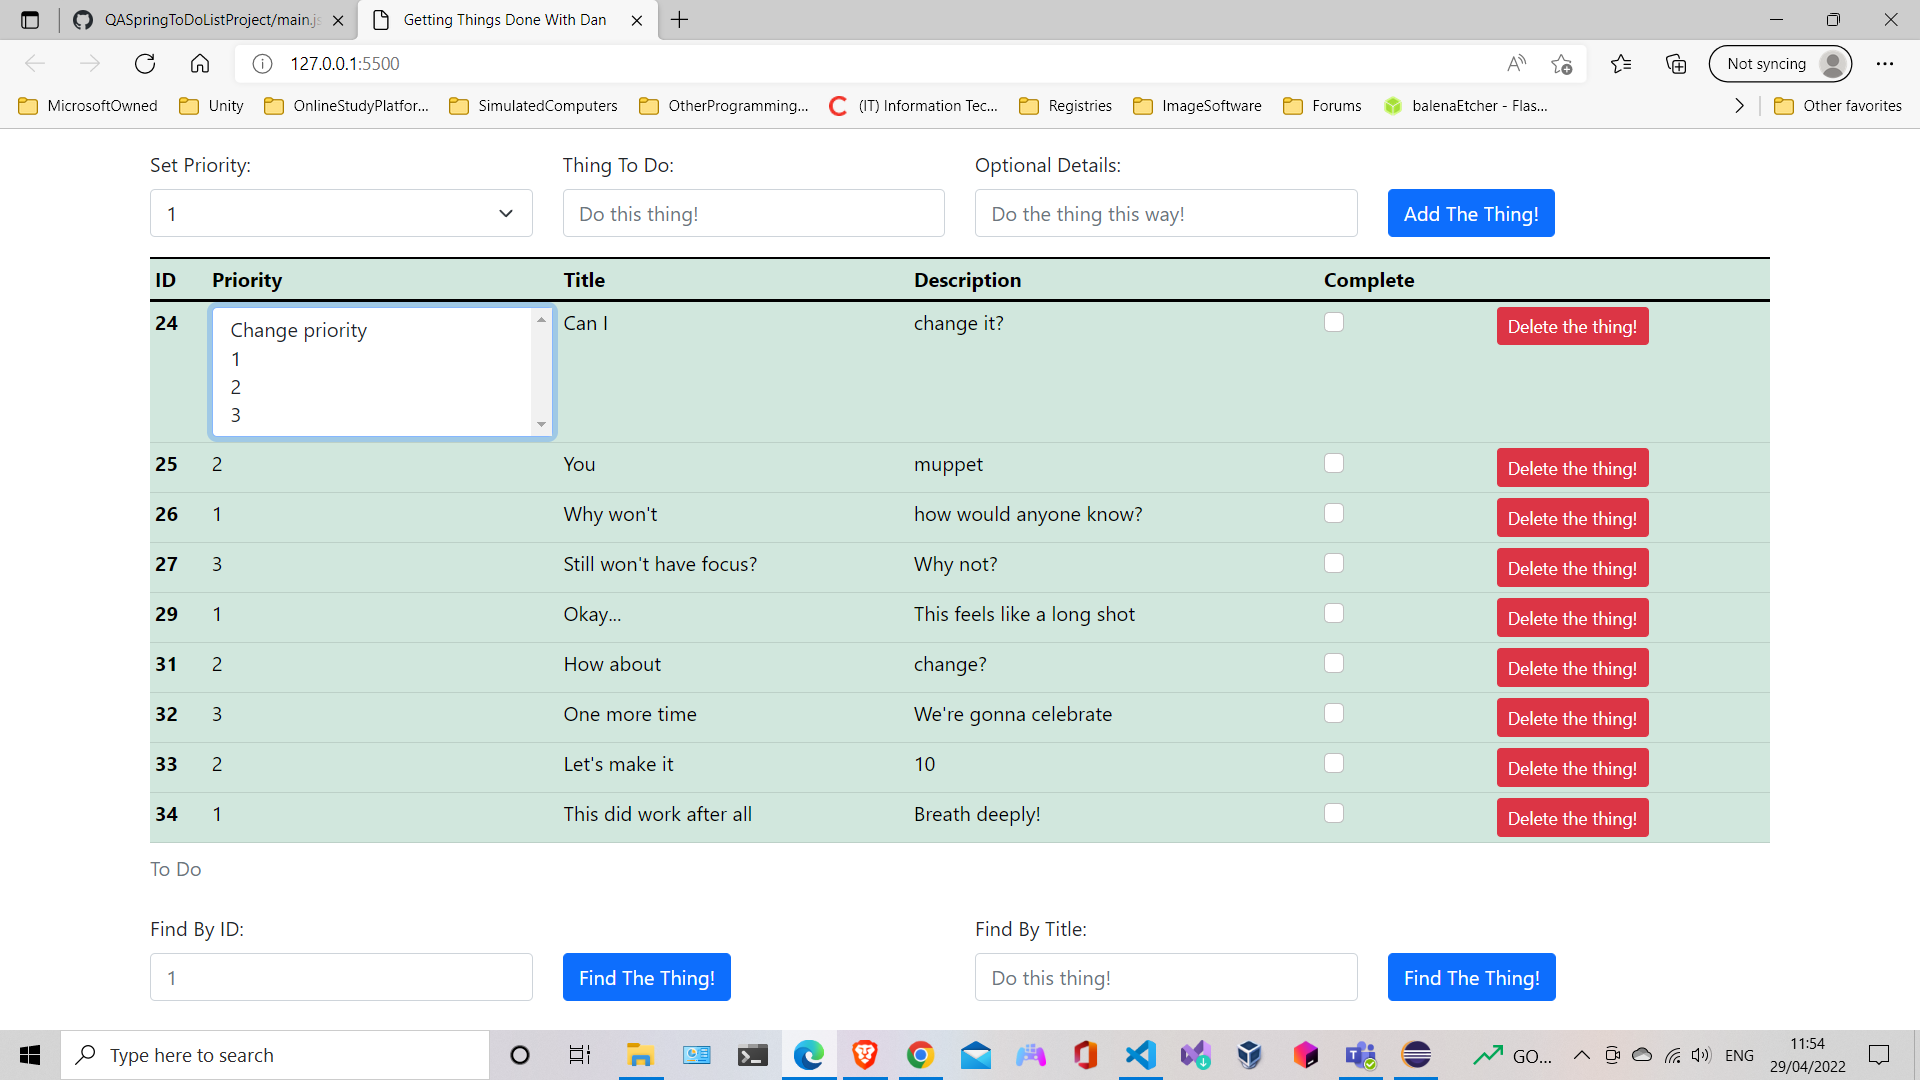 QASpringToDoListProject/main.js
Getting Things Done With Dan
127.0.0.1:5500
Not syncing
MicrosoftOwned
Unity
OnlineStudyPlatfor...
SimulatedComputers
OtherProgramming...
(IT) Information Tec...
Registries
ImageSoftware
Forums
balenaEtcher - Flas...
Other favorites
Set Priority:
Thing To Do:
Optional Details:
1
Do this thing!
Do the thing this way!
Add The Thing!
ID Priority Title Description Complete
24 Change priority Can I change it? Delete the thing!
1
2
3
25 2 You muppet Delete the thing!
26 1 Why won't how would anyone know? Delete the thing!
27 3 Still won't have focus? Why not? Delete the thing!
29 1 Okay... This feels like a long shot Delete the thing!
31 2 How about change? Delete the thing!
32 3 One more time We're gonna celebrate Delete the thing!
33 2 Let's make it 10 Delete the thing!
34 1 This did work after all Breath deeply! Delete the thing!
To Do
Find By ID:
Find By Title:
1
Find The Thing!
Do this thing!
Find The Thing!
Type here to search
GO...
ENG
11:54
29/04/2022